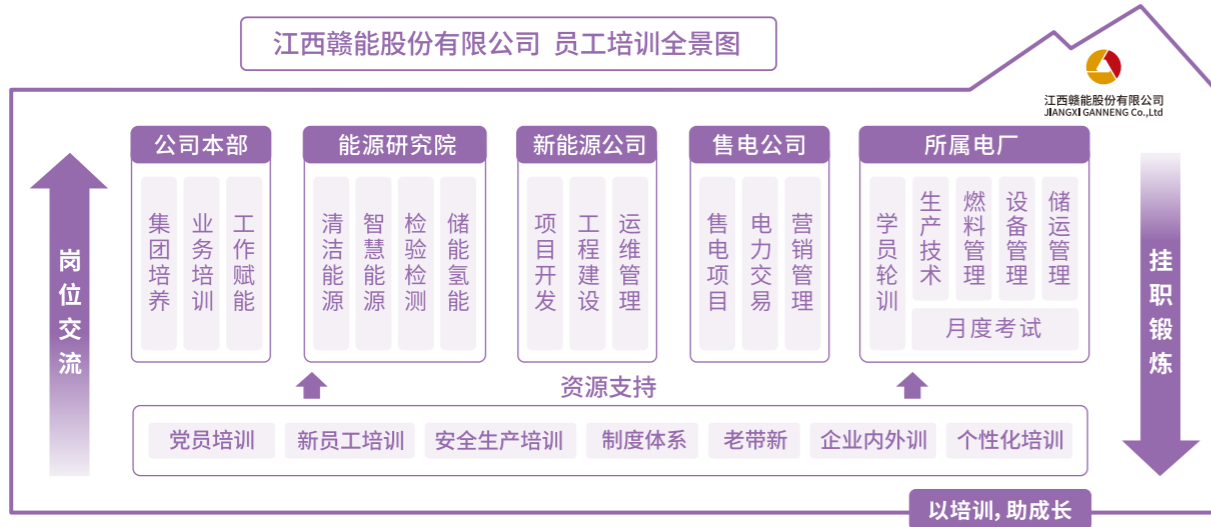 江西赣能股份有限公司 员工培训全景图
江西赣能股份有限公司
JIANGXI GANNENG Co.,Ltd
岗位交流
公司本部
集团培养
业务培训
工作赋能
能源研究院
清洁能源
智慧能源
检验检测
储能氢能
新能源公司
项目开发
工程建设
运维管理
售电公司
售电项目
电力交易
营销管理
所属电厂
学员轮训
生产技术
燃料管理
设备管理
储运管理
月度考试
挂职锻炼
资源支持
党员培训
新员工培训
安全生产培训
制度体系
老带新
企业内外训
个性化培训
以培训,助成长